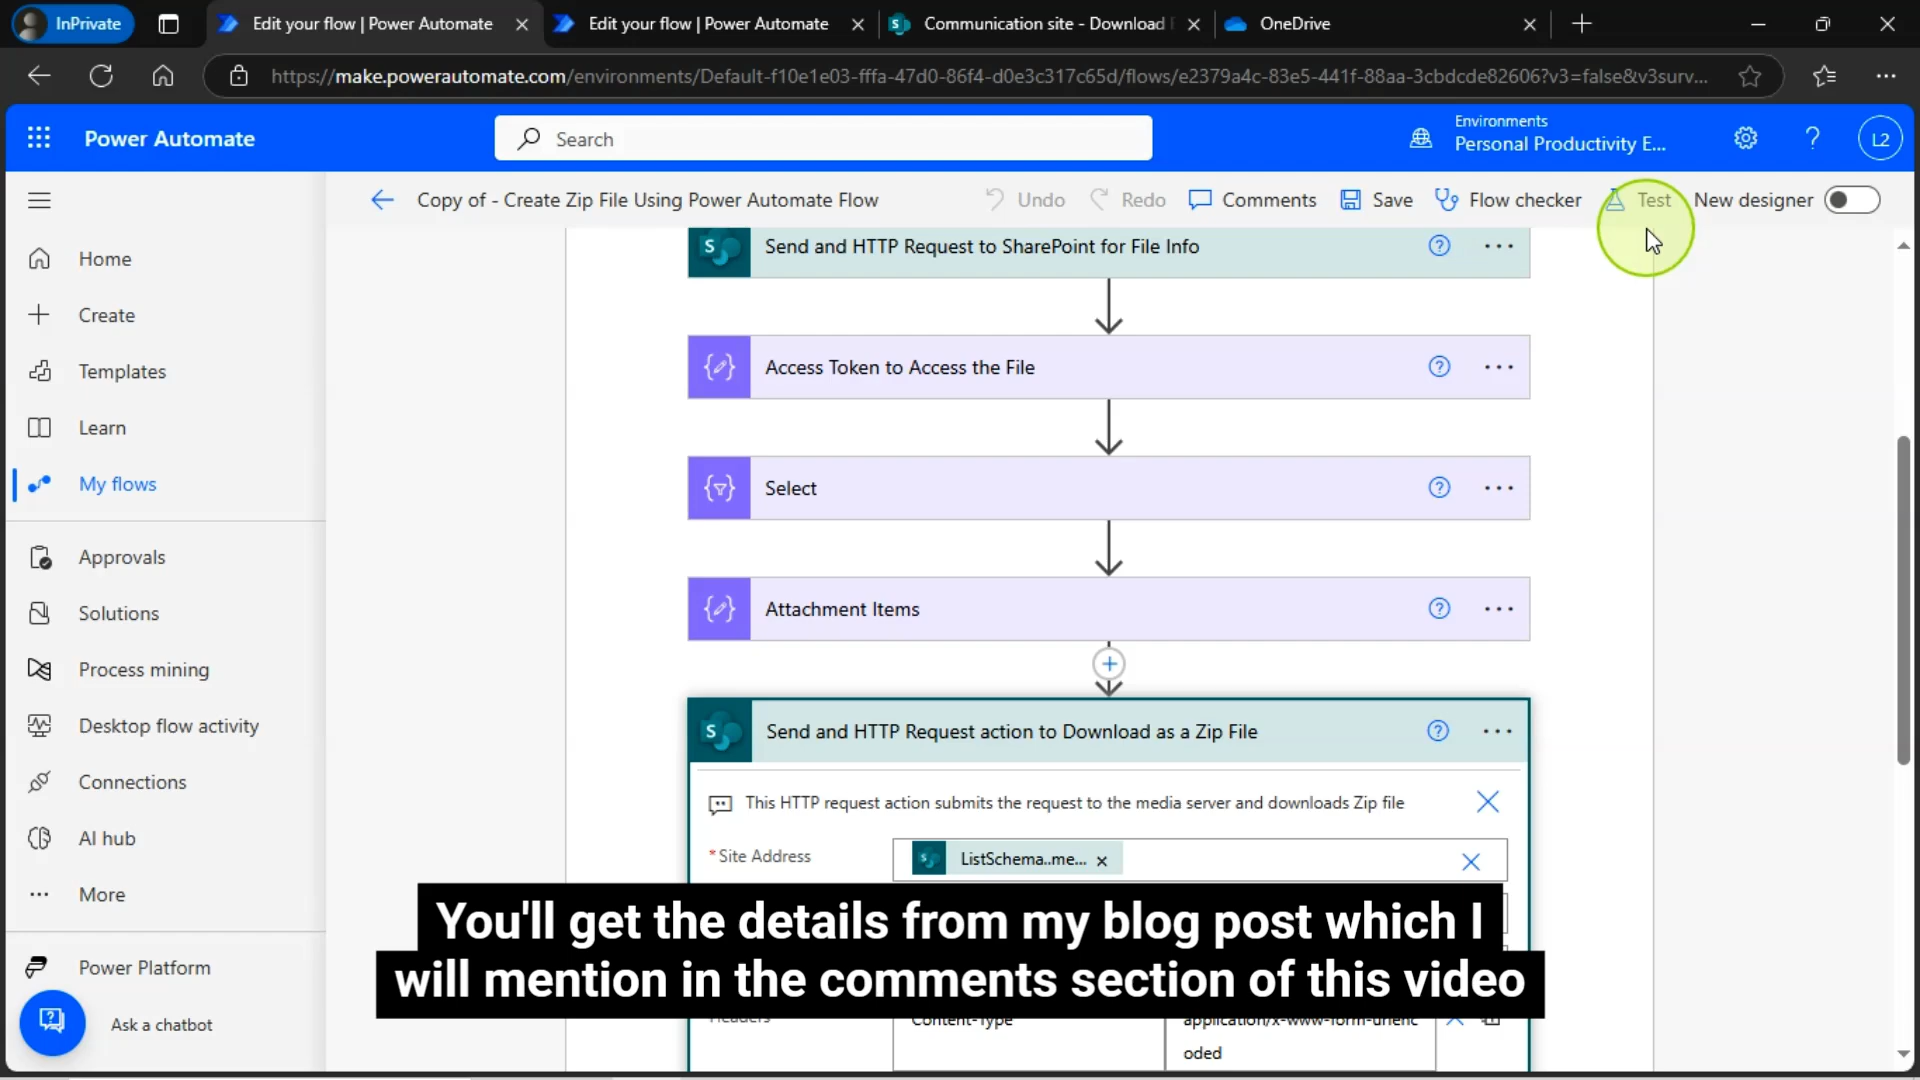 InPrivate
Edit your flow | Power Automate
Edit your flow | Power Automate
Communication site - Download
OneDrive
https://make.powerautomate.com/environments/Default-f10e1e03-fffa-47d0-86f4-d0e3c317c65d/flows/e2379a4c-83e5-441f-88aa-3cbdcde82606?v3=false&v3surv...
Power Automate
Search
Environments
Personal Productivity E...
L2
Copy of - Create Zip File Using Power Automate Flow
Undo
Redo
Comments
Save
Flow checker
Test
New designer
Home
Create
Templates
Learn
My flows
Approvals
Solutions
Process mining
Desktop flow activity
Connections
AI hub
More
Power Platform
Ask a chatbot
Send and HTTP Request to SharePoint for File Info
Access Token to Access the File
Select
Attachment Items
Send and HTTP Request action to Download as a Zip File
This HTTP request action submits the request to the media server and downloads Zip file
* Site Address
ListSchema..me...
You'll get the details from my blog post which I
will mention in the comments section of this video
Headers
Content-Type
application/x-www-form-urlenc
oded